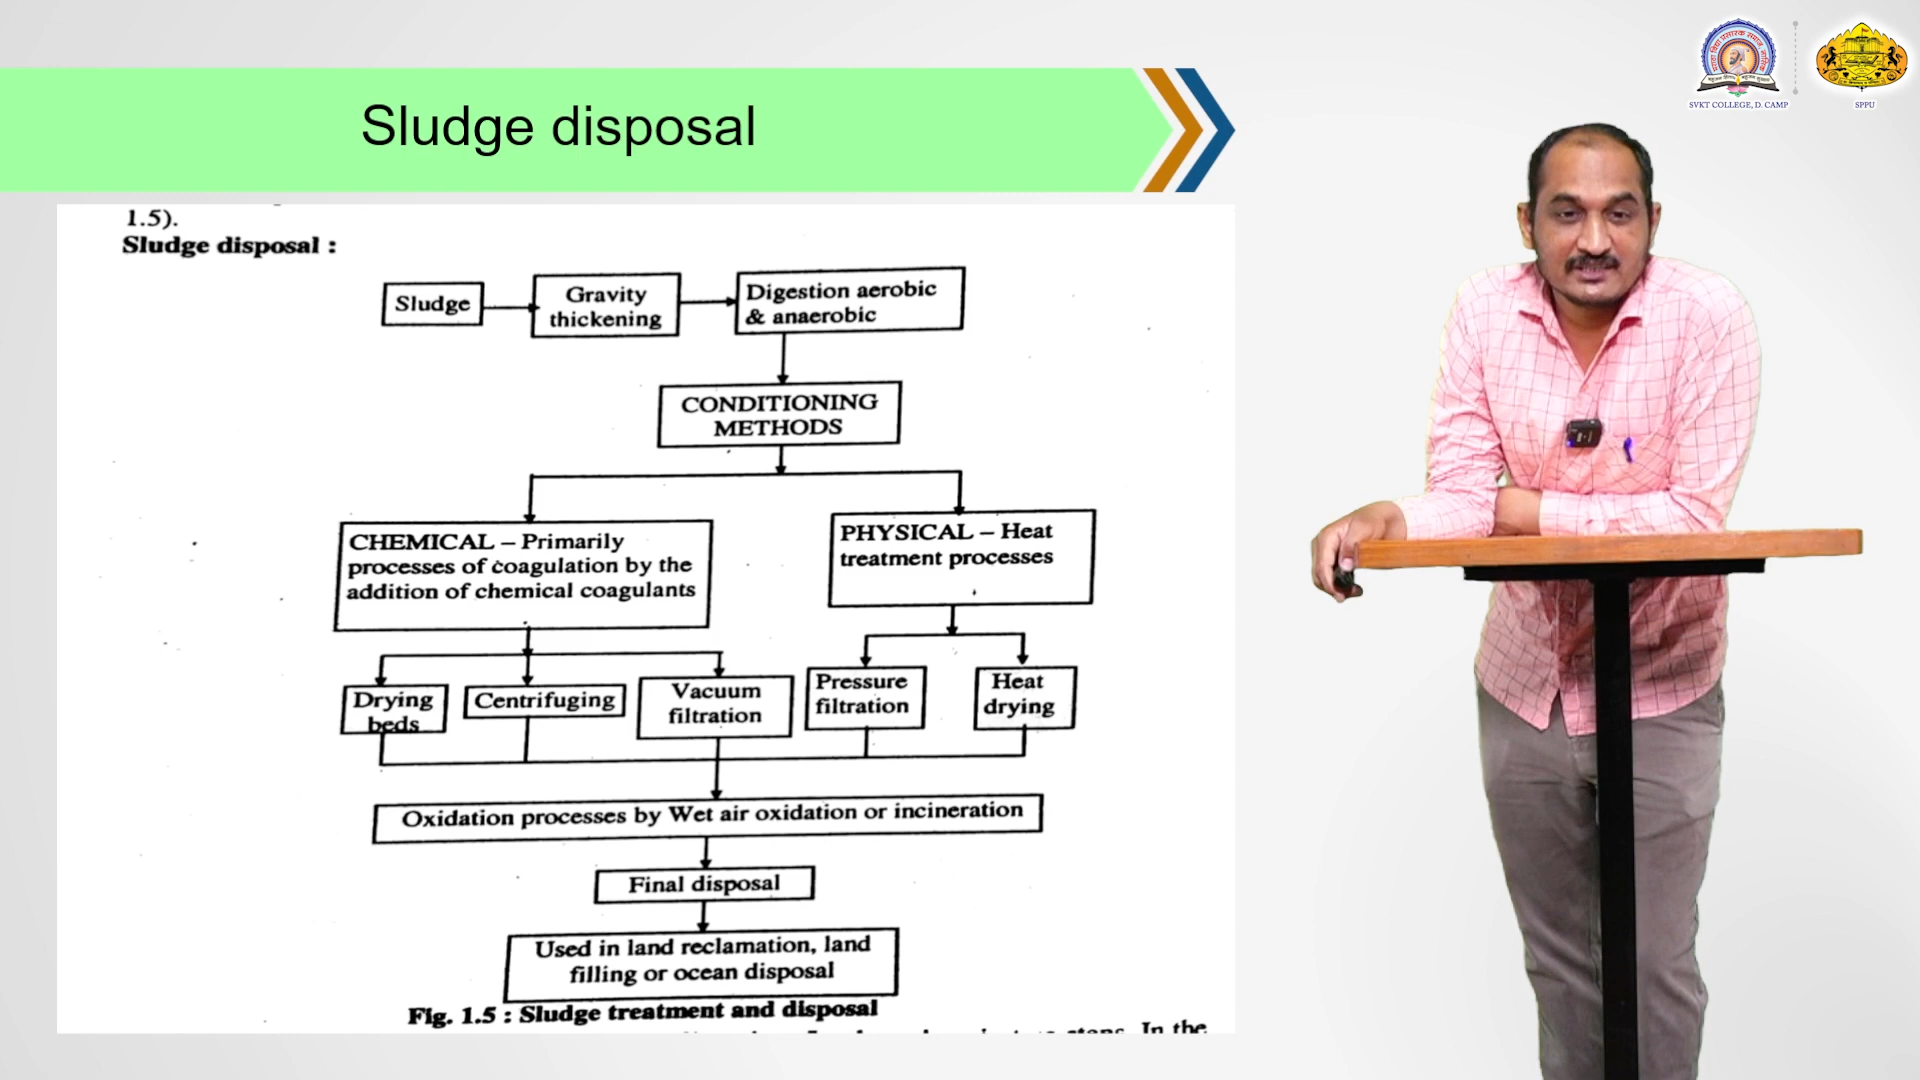 SVKT COLLEGE, D. CAMP
SPPU
Sludge disposal
1.5).
Sludge disposal :
Sludge
Gravity
thickening
Digestion aerobic
& anaerobic
CONDITIONING
METHODS
CHEMICAL – Primarily
processes of coagulation by the
addition of chemical coagulants
PHYSICAL – Heat
treatment processes
Drying
beds
Centrifuging
Vacuum
filtration
Pressure
filtration
Heat
drying
Oxidation processes by Wet air oxidation or incineration
Final disposal
Used in land reclamation, land
filling or ocean disposal
Fig. 1.5 : Sludge treatment and disposal
In the